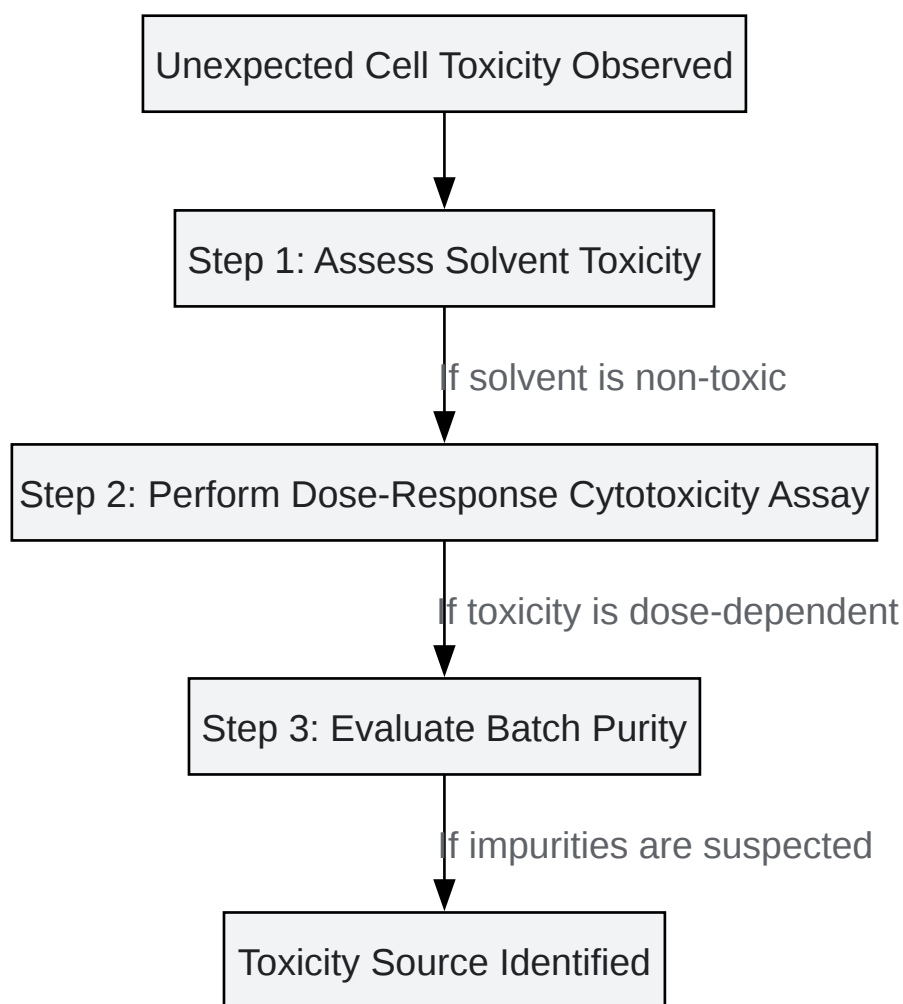 Unexpected Cell Toxicity Observed
Step 1: Assess Solvent Toxicity
If solvent is non-toxic
Step 2: Perform Dose-Response Cytotoxicity Assay
If toxicity is dose-dependent
Step 3: Evaluate Batch Purity
If impurities are suspected
Toxicity Source Identified